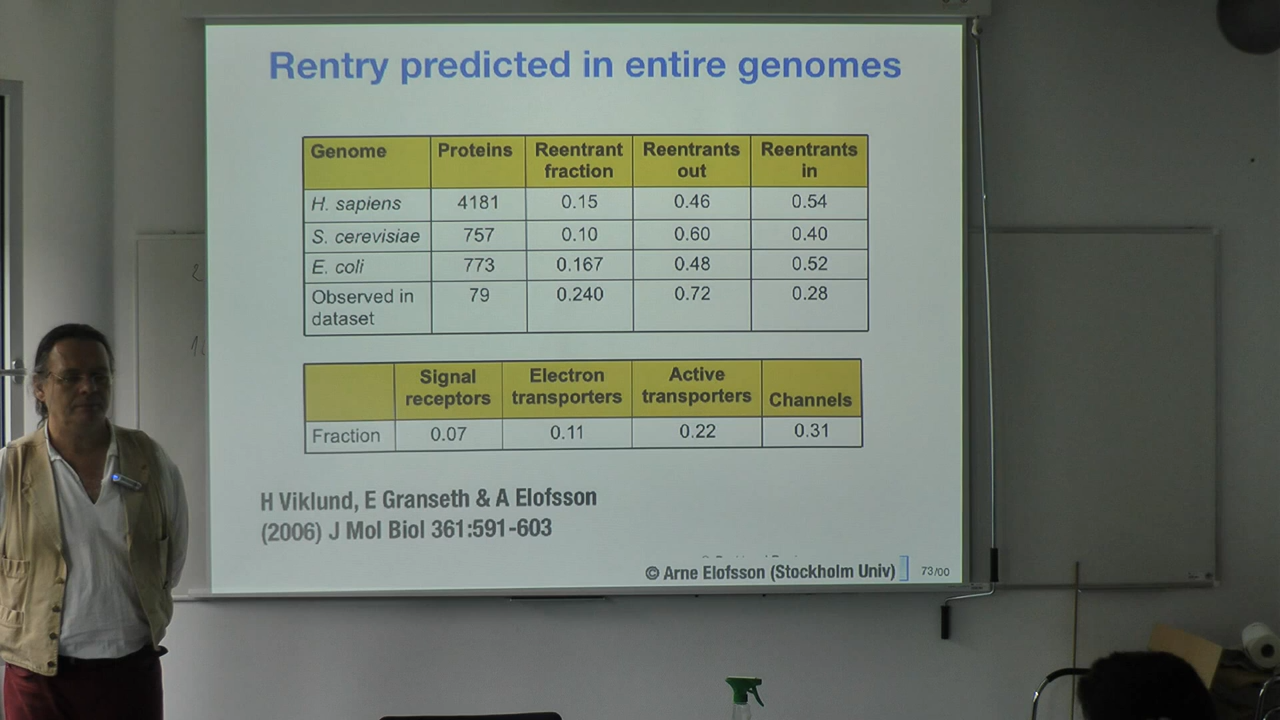 Rentry predicted in entire genomes
Genome Proteins Reentrant fraction Reentrants out Reentrants in
H. sapiens 4181 0.15 0.46 0.54
S. cerevisiae 757 0.10 0.60 0.40
E. coli 773 0.167 0.48 0.52
Observed in dataset 79 0.240 0.72 0.28
Signal receptors Electron transporters Active transporters Channels
Fraction 0.07 0.11 0.22 0.31
H Viklund, E Granseth & A Elofsson
(2006) J Mol Biol 361:591-603
© Arne Elofsson (Stockholm Univ) 73/00